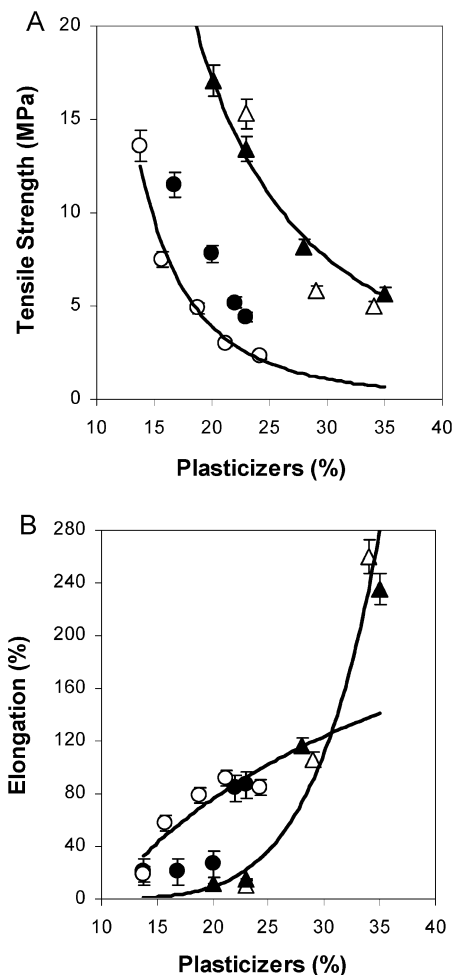 A
20
15
10
5
0
Tensile Strength (MPa)
10 15 20 25 30 35 40
Plasticizers (%)
B
280
240
200
160
120
80
40
0
Elongation (%)
10 15 20 25 30 35 40
Plasticizers (%)